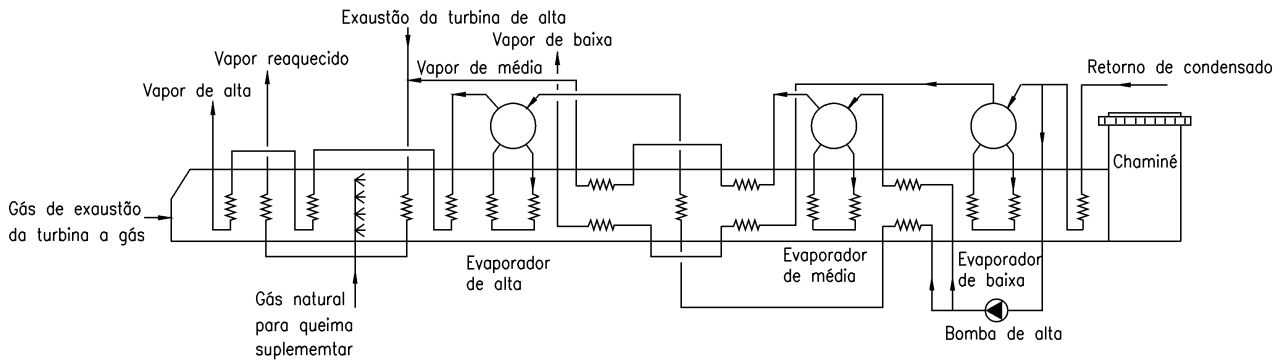 Exaustão da turbina de alta
Vapor de baixa
Vapor reaquecido
Vapor de média
Retorno de condensado
Vapor de alta
Chaminé
Gás de exaustão
da turbina a gás
Evaporador
de alta
Evaporador
de média
Evaporador
de baixa
Gás natural
para queima
suplememtar
Bomba de alta